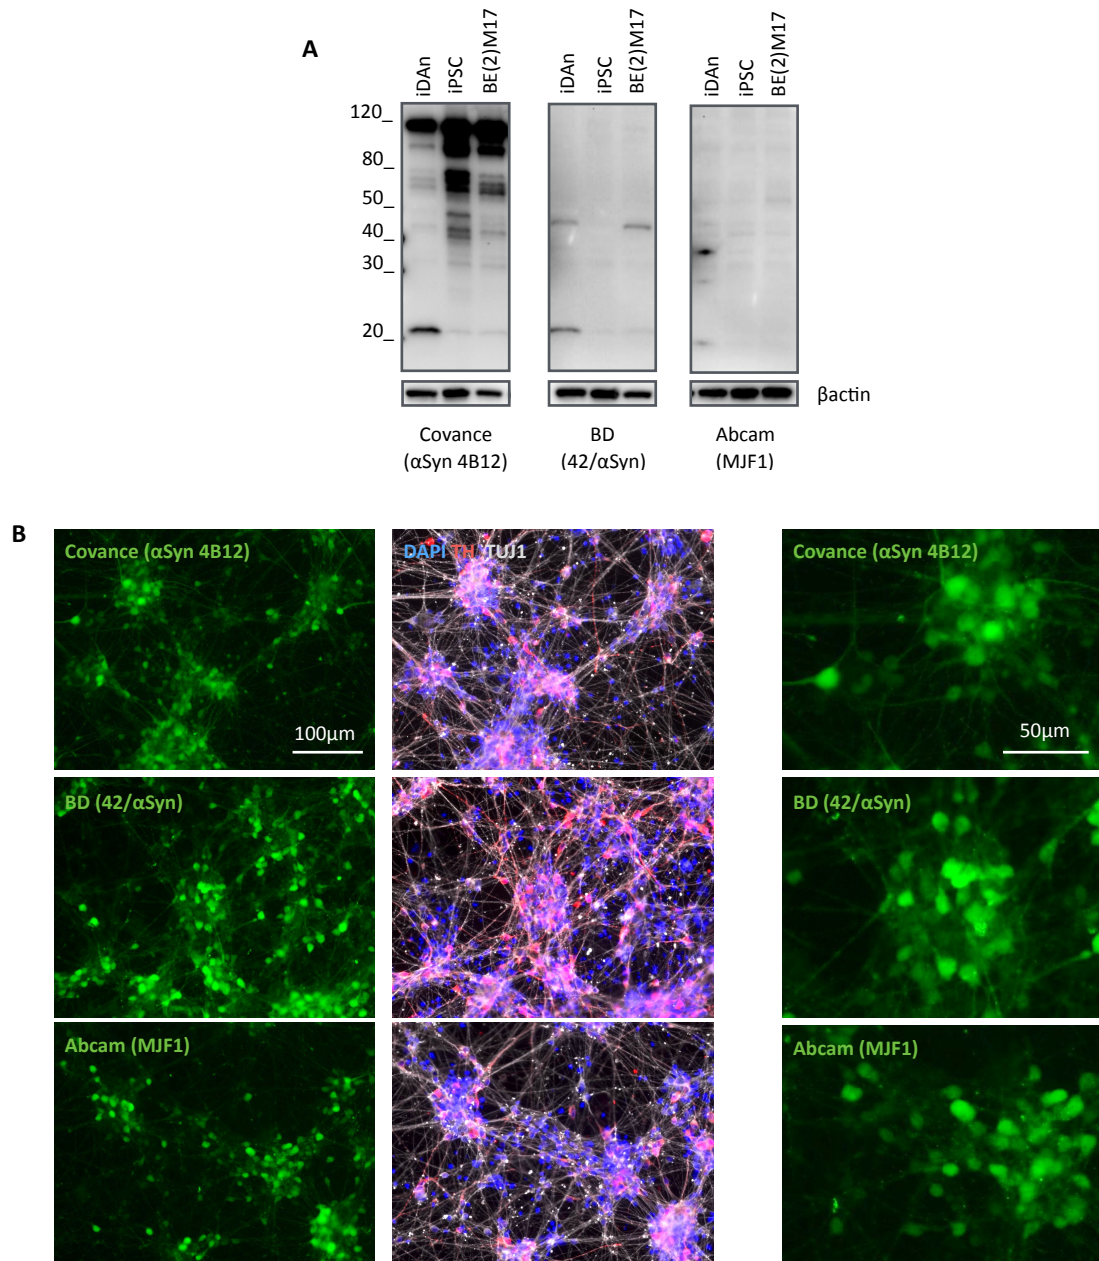 A
iDAn
iPSC
BE(2)M17
iDAn
iPSC
BE(2)M17
iDAn
iPSC
BE(2)M17
120_
80_
50_
40_
30_
20_
βactin
Covance
(αSyn 4B12)
BD
(42/αSyn)
Abcam
(MJF1)
B
Covance (αSyn 4B12)
100μm
DAPI TH TUJ1
Covance (αSyn 4B12)
50μm
BD (42/αSyn)
BD (42/αSyn)
Abcam (MJF1)
Abcam (MJF1)